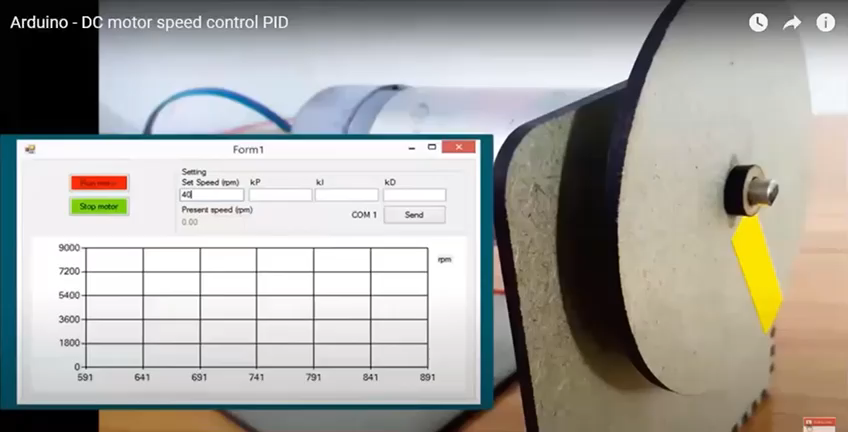 Arduino - DC motor speed control PID
Form1
Setting
Set Speed (rpm) kP kI kD
40
Stop motor
Present speed (rpm)
0.00
COM 1 Send
9000
rpm
7200
5400
3600
1800
0
591 641 691 741 791 841 891